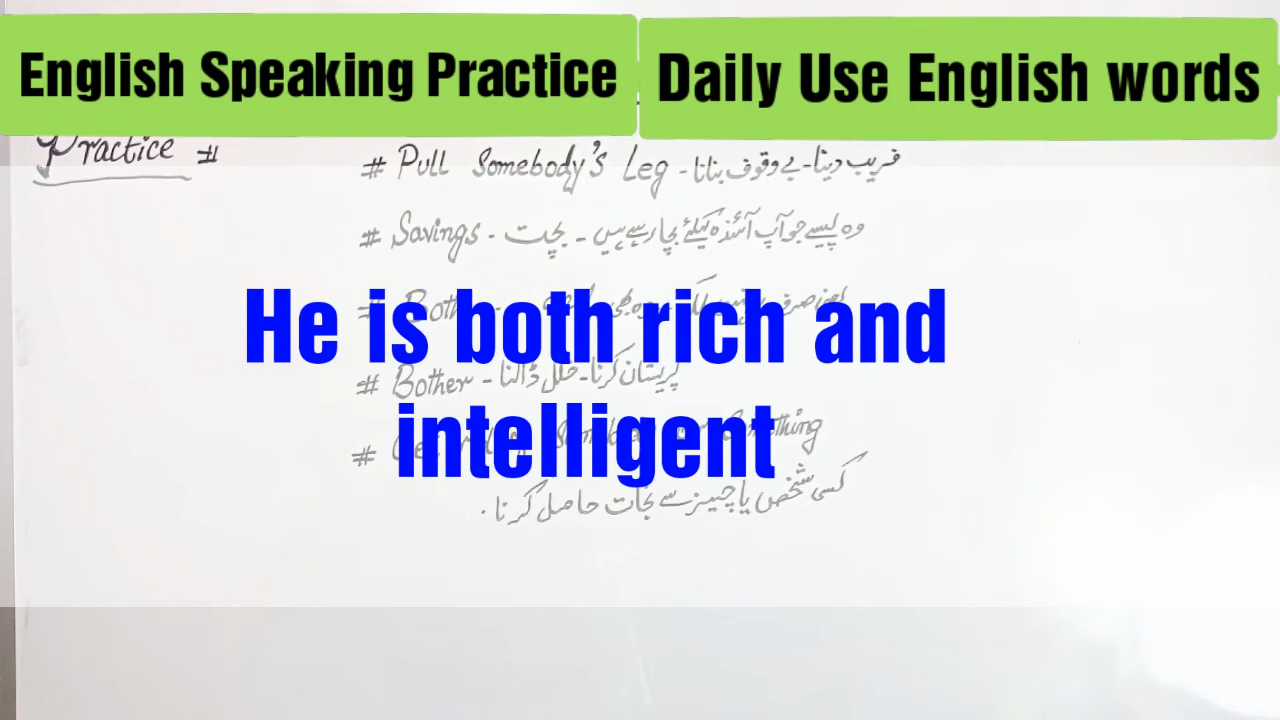 English Speaking Practice
Daily Use English words
Practice #
# Pull Somebody's Leg - فریب دینا - بے وقوف بنانا
# Savings - وہ پیسے جو آپ آئندہ کیلئے بچا رہے ہیں - بچت
# Both
He is both rich and
# Bother - پریشان کرنا - خلل ڈالنا
# Something
intelligent
کسی شخص یا چیز سے نجات حاصل کرنا -